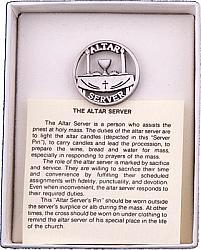 ALTAR
SERVER
THE ALTAR SERVER
The Altar Server is a person who assists the
priest at holy mass. The duties of the altar server are
to light the altar candles (depicted in this "Server
Pin"), to carry candles and lead the procession, to
prepare the wine, bread and water for mass,
especially in responding to prayers of the mass.
The role of the altar server is marked by sacrifice
and service. They are willing to sacrifice their time
and convenience by fulfilling their scheduled
assignments with fidelity, punctuality, and devotion.
Even when inconvenient, the altar server responds to
their required duties.
This "Altar Server's Pin" should be worn outside
the server's surplice or alb during the mass. At other
times, the cross should be worn on under clothing to
remind the altar server of his special place in the life
of the church.